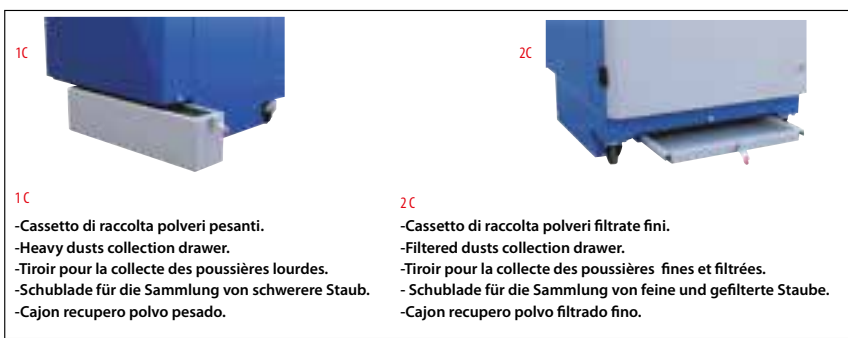 1C
2C
1 C
-Cassetto di raccolta polveri pesanti.
-Heavy dusts collection drawer.
-Tiroir pour la collecte des poussières lourdes.
-Schublade für die Sammlung von schwerere Staub.
-Cajon recupero polvo pesado.
2 C
-Cassetto di raccolta polveri filtrate fini.
-Filtered dusts collection drawer.
-Tiroir pour la collecte des poussières  fines et filtrées.
- Schublade für die Sammlung von feine und gefilterte Staube.
-Cajon recupero polvo filtrado fino.